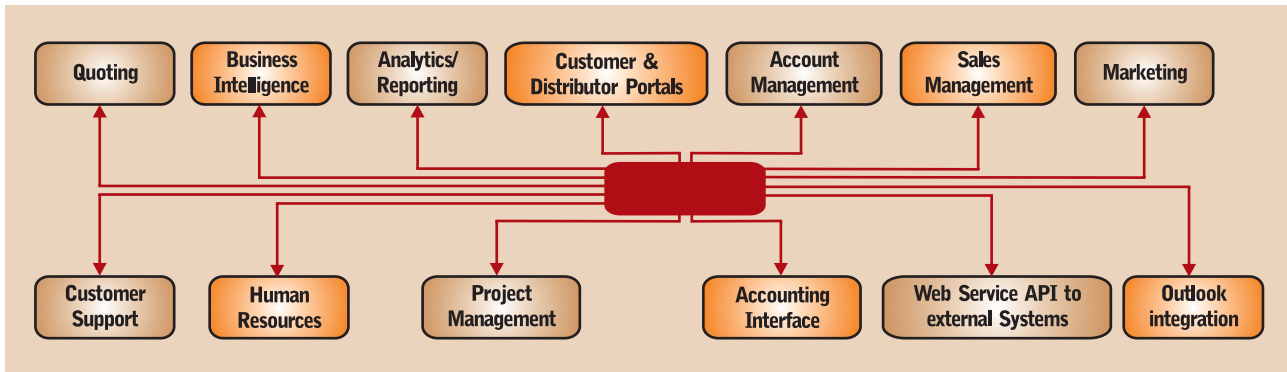 Quoting
Business
Intelligence
Analytics/
Reporting
Customer &
Distributor Portals
Account
Management
Sales
Management
Marketing
Customer
Support
Human
Resources
Project
Management
Accounting
Interface
Web Service API to
external Systems
Outlook
integration